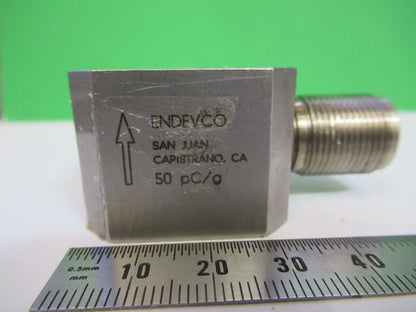 ENDEVCO
SAN JUAN
CAPISTRANO, CA
50 pC/g
0.5mm
mm
10 20 30 40